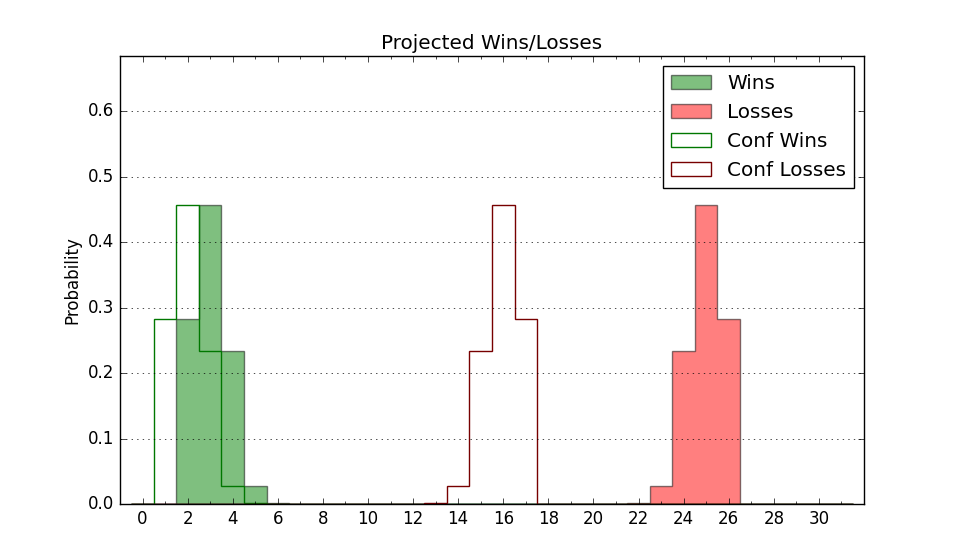 Projected Wins/Losses
Wins
Losses
Conf Wins
Conf Losses
Probability
0.6
0.5
0.4
0.3
0.2
0.1
0.0
0 2 4 6 8 10 12 14 16 18 20 22 24 26 28 30